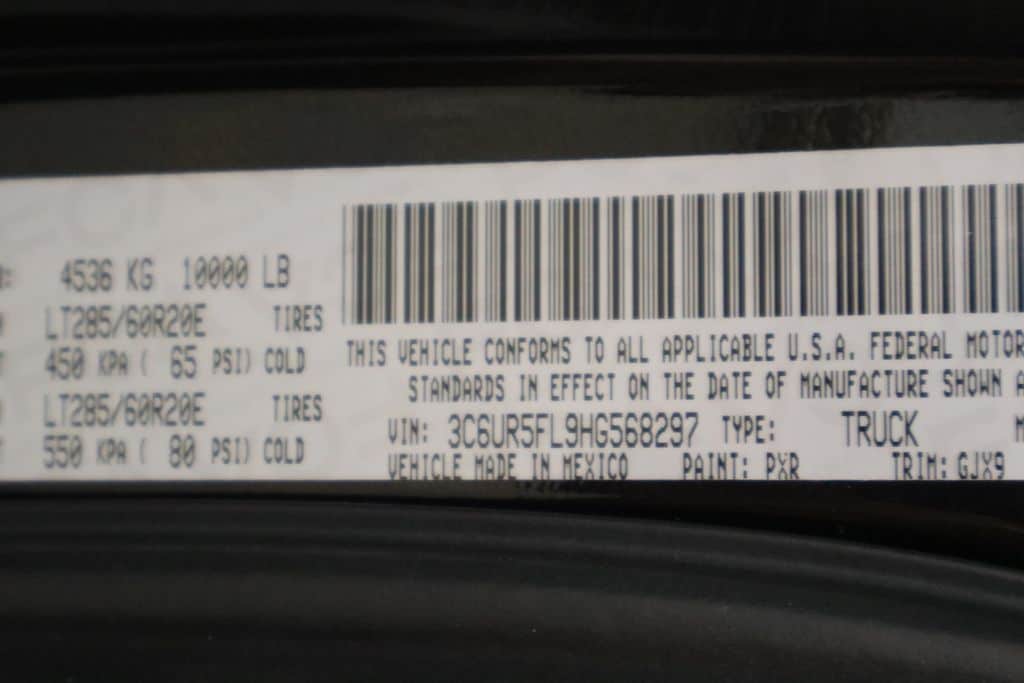 4536 KG 10000 LB
LT285/60R20E TIRES
450 KPA ( 65 PSI) COLD
LT285/60R20E TIRES
550 KPA ( 80 PSI) COLD
THIS VEHICLE CONFORMS TO ALL APPLICABLE U.S.A. FEDERAL MOTOR
STANDARDS IN EFFECT ON THE DATE OF MANUFACTURE SHOWN A
VIN: 3C6UR5FL9HG568297 TYPE: TRUCK M
VEHICLE MADE IN MEXICO PAINT: PXR TRIM: GJX9